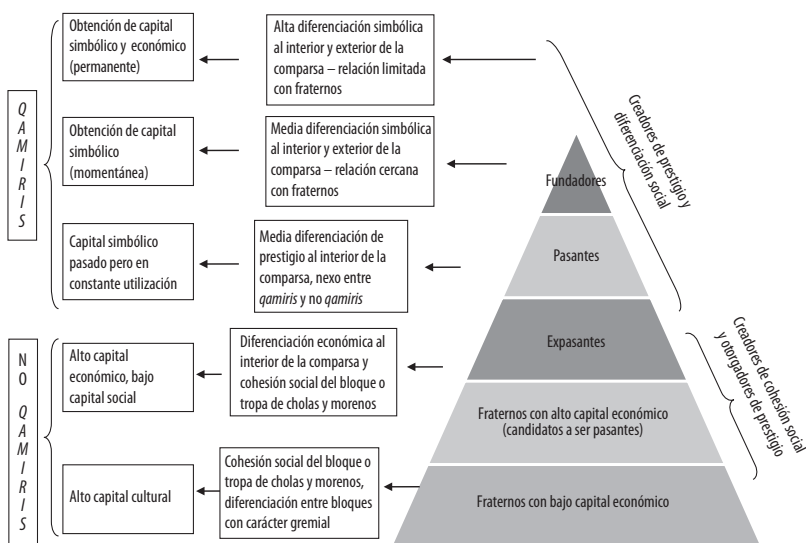 QAMIRIS
Obtención de capital
simbólico y económico
(permanente)
Alta diferenciación simbólica
al interior y exterior de la
comparsa – relación limitada
con fraternos
Obtención de capital
simbólico
(momentánea)
Media diferenciación simbólica
al interior y exterior de la
comparsa – relación cercana
con fraternos
Capital simbólico
pasado pero en
constante utilización
Media diferenciación de
prestigio al interior de la
comparsa, nexo entre
qamiris y no qamiris
NO QAMIRIS
Alto capital
económico, bajo
capital social
Diferenciación económica al
interior de la comparsa y
cohesión social del bloque o
tropa de cholas y morenos
Alto capital cultural
Cohesión social del bloque o
tropa de cholas y morenos,
diferenciación entre bloques
con carácter gremial
Fundadores
Pasantes
Expasantes
Fraternos con alto capital económico
(candidatos a ser pasantes)
Fraternos con bajo capital económico
Creadores de prestigio y
diferenciación social
Creadores de cohesión social
y otorgadores de prestigio